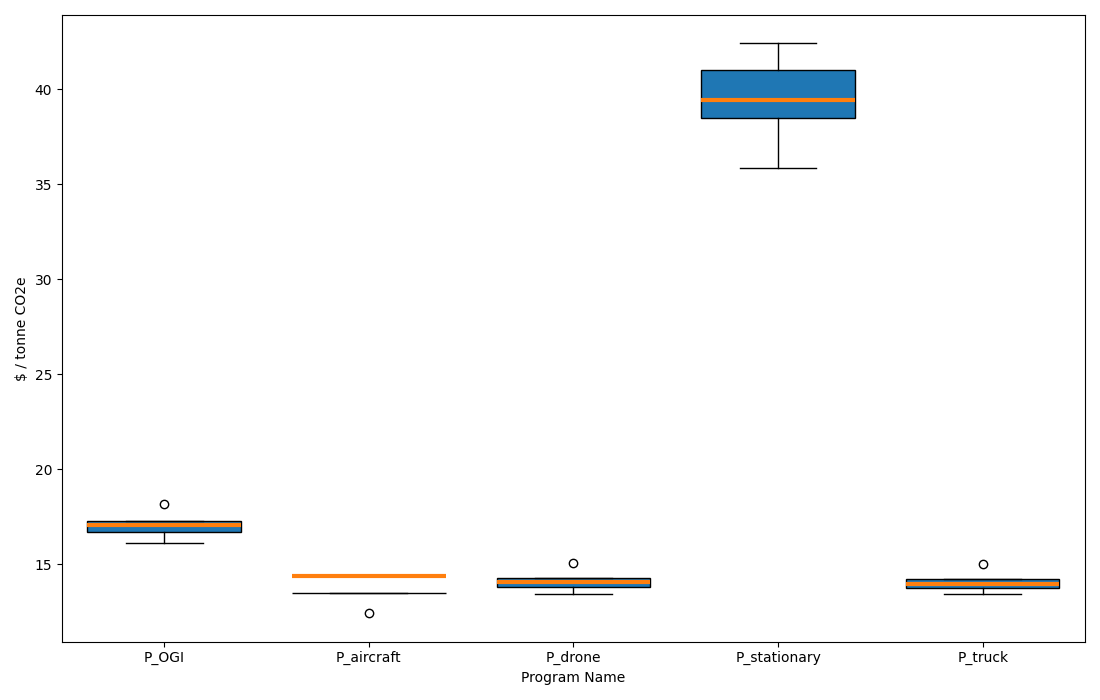 $ / tonne CO2e
40
35
30
25
20
15
P_OGI
P_aircraft
P_drone
P_stationary
P_truck
Program Name